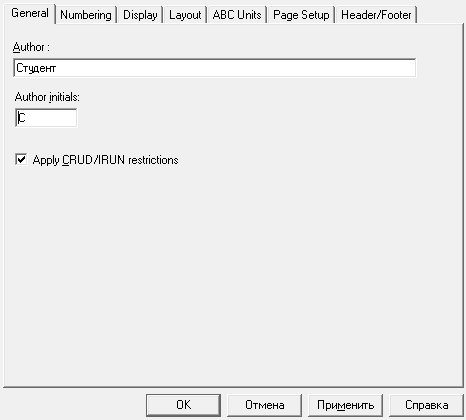 General Numbering Display Layout ABC Units Page Setup Header/Footer
Author :
Студент
Author initials:
С
Apply CRUD/IRUN restrictions
OK Отмена Применить Справка